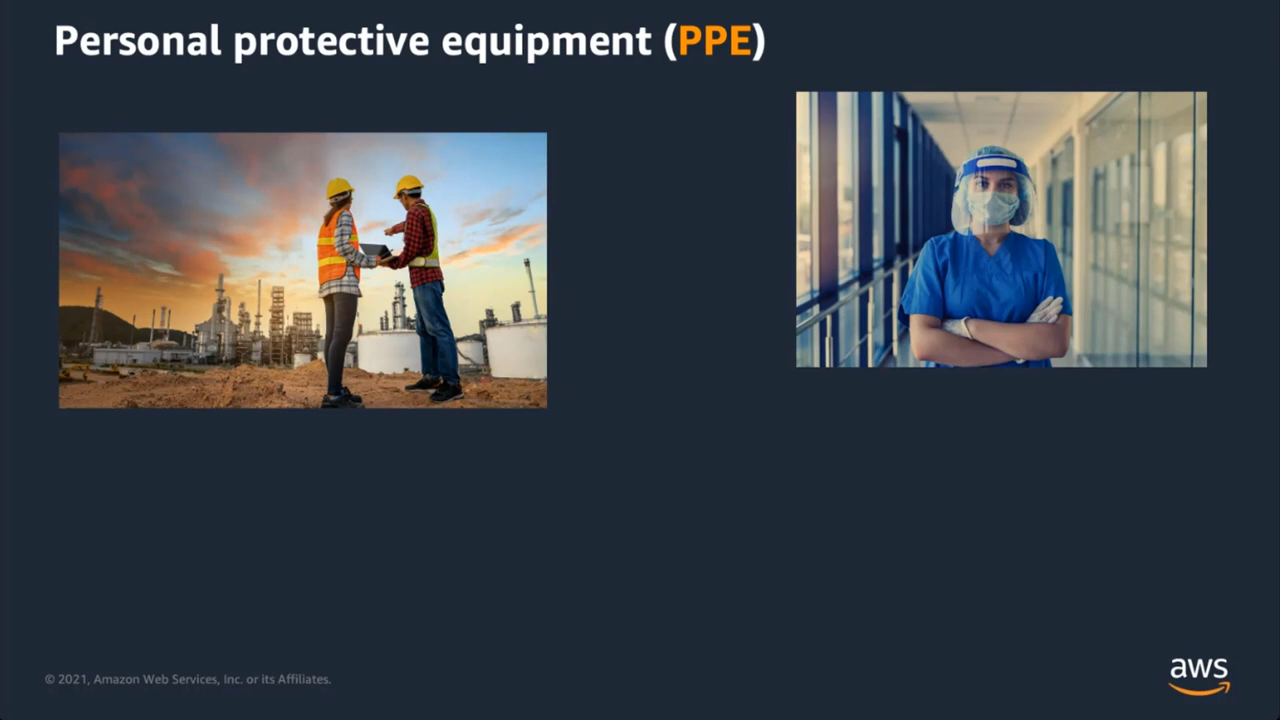 Personal protective equipment (PPE)
© 2021, Amazon Web Services, Inc. or its Affiliates.
aws